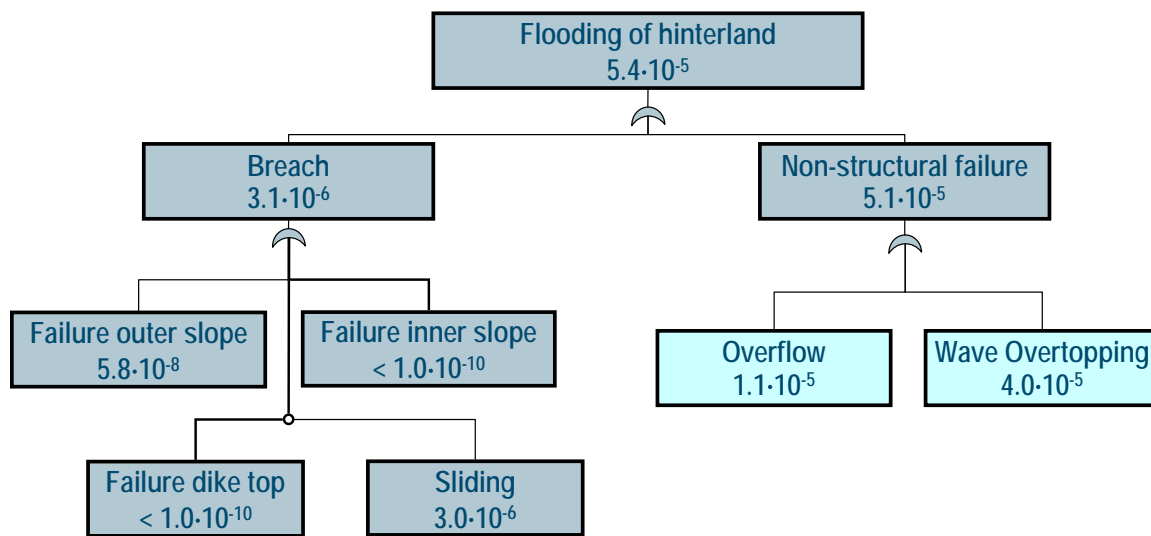 Flooding of hinterland
5.4·10⁻⁵
Breach
3.1·10⁻⁶
Non-structural failure
5.1·10⁻⁵
Failure outer slope
5.8·10⁻⁸
Failure inner slope
< 1.0·10⁻¹⁰
Overflow
1.1·10⁻⁵
Wave Overtopping
4.0·10⁻⁵
Failure dike top
< 1.0·10⁻¹⁰
Sliding
3.0·10⁻⁶